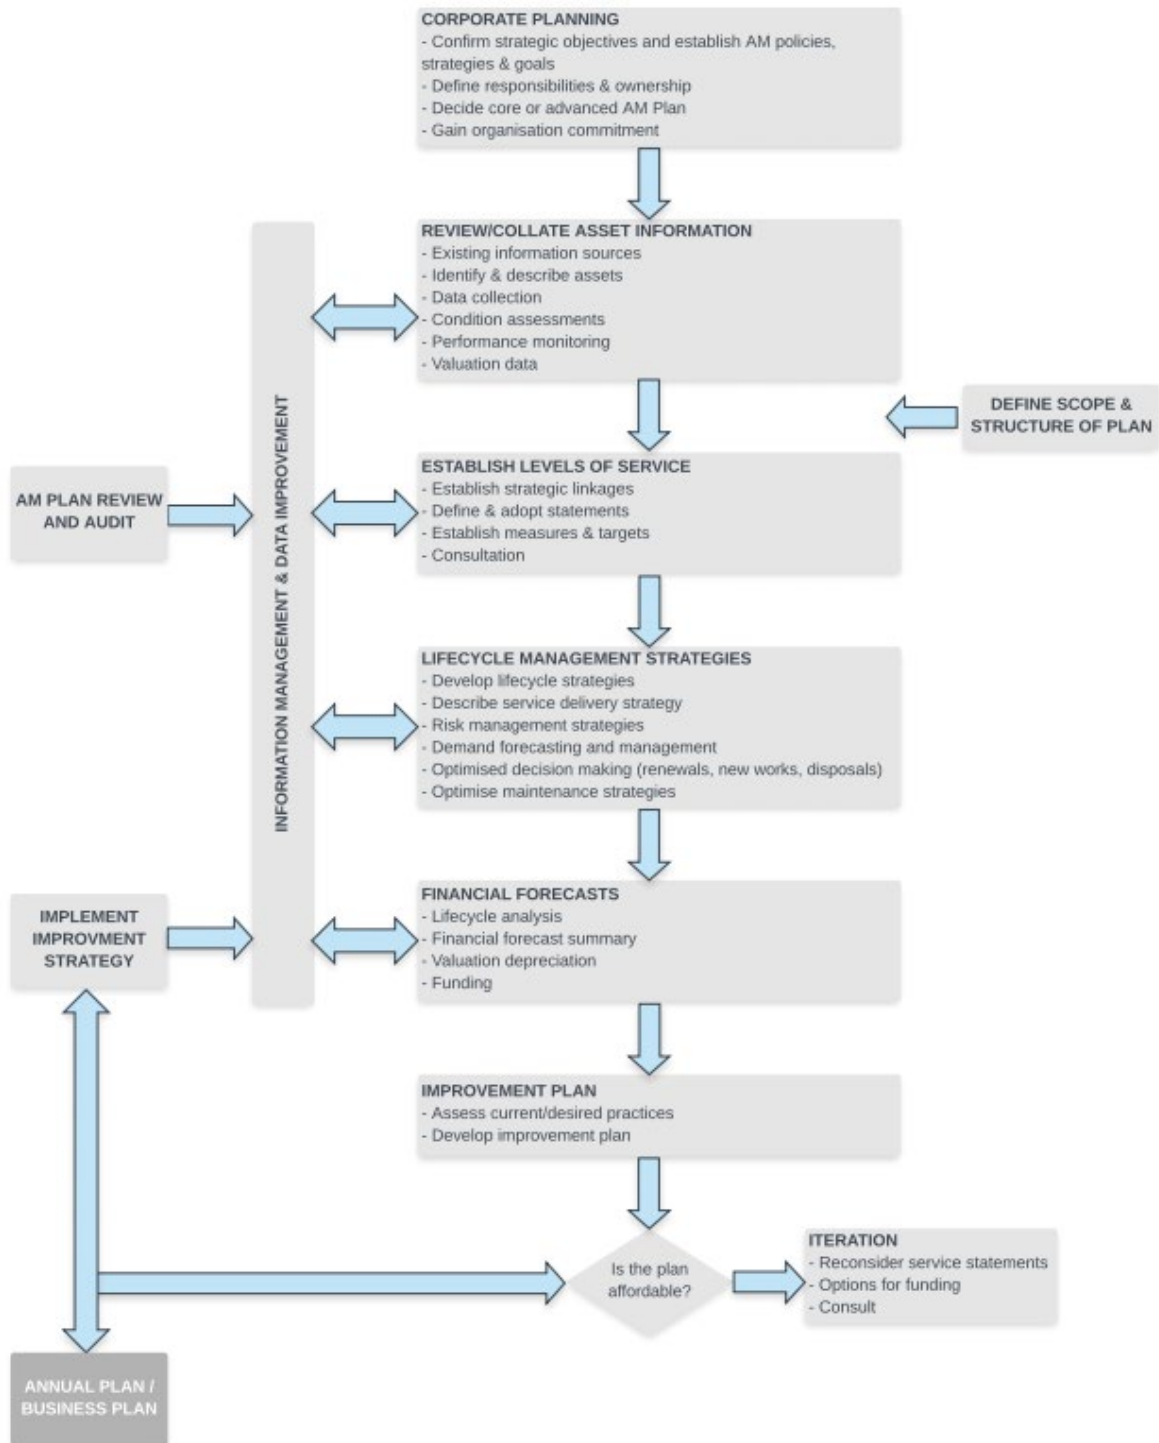 CORPORATE PLANNING
- Confirm strategic objectives and establish AM policies,
strategies & goals
- Define responsibilities & ownership
- Decide core or advanced AM Plan
- Gain organisation commitment
REVIEW/COLLATE ASSET INFORMATION
- Existing information sources
- Identify & describe assets
- Data collection
- Condition assessments
- Performance monitoring
- Valuation data
DEFINE SCOPE &
STRUCTURE OF PLAN
INFORMATION MANAGEMENT & DATA IMPROVEMENT
AM PLAN REVIEW
AND AUDIT
ESTABLISH LEVELS OF SERVICE
- Establish strategic linkages
- Define & adopt statements
- Establish measures & targets
- Consultation
LIFECYCLE MANAGEMENT STRATEGIES
- Develop lifecycle strategies
- Describe service delivery strategy
- Risk management strategies
- Demand forecasting and management
- Optimised decision making (renewals, new works, disposals)
- Optimise maintenance strategies
IMPLEMENT
IMPROVMENT
STRATEGY
FINANCIAL FORECASTS
- Lifecycle analysis
- Financial forecast summary
- Valuation depreciation
- Funding
IMPROVEMENT PLAN
- Assess current/desired practices
- Develop improvement plan
Is the plan
affordable?
ITERATION
- Reconsider service statements
- Options for funding
- Consult
ANNUAL PLAN /
BUSINESS PLAN